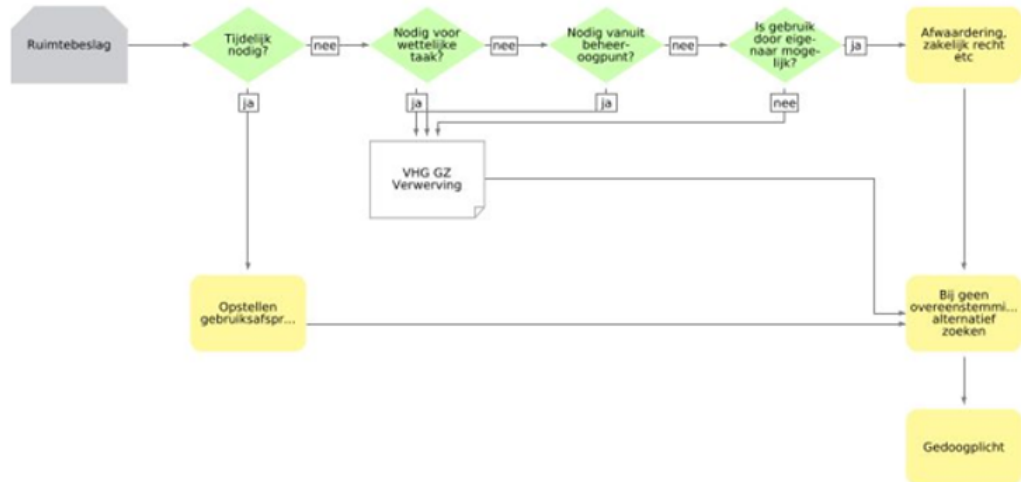 Ruimtebeslag
Tijdelijk
nodig?
nee
Nodig voor
wettelijke
taak?
nee
Nodig vanuit
beheer-
oogpunt?
nee
Is gebruik
door eige-
naar moge-
lijk?
ja
Afwaardering,
zakelijk recht
etc
ja
ja
ja
nee
VHG GZ
Verwerving
Opstellen
gebruiksafspr...
Bij geen
overeenstemmi...
alternatief
zoeken
Gedoogplicht